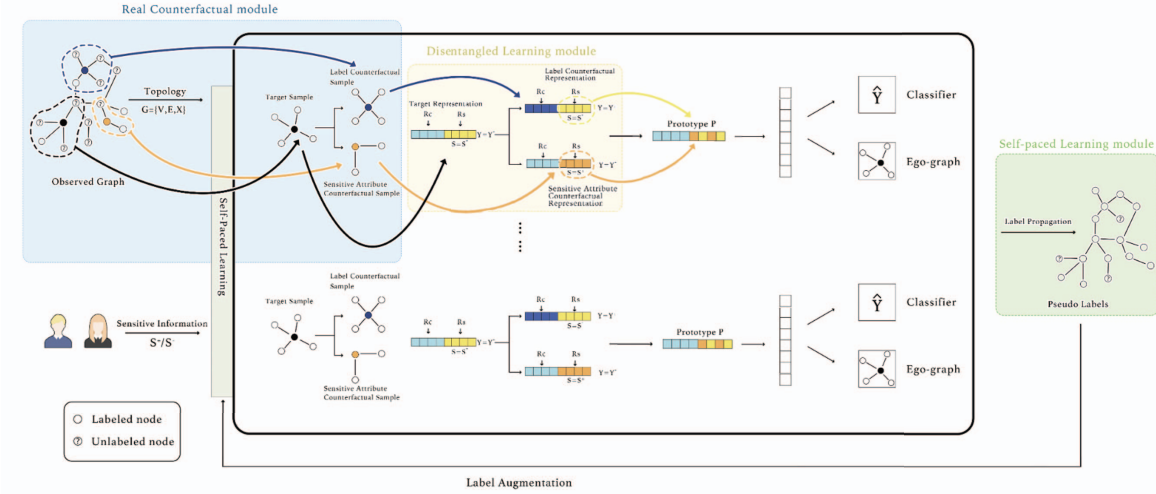 Real Counterfactual module
Topology
G={V,E,X}
Observed Graph
Target Sample
Label Counterfactual
Sample
Sensitive Attribute
Counterfactual Sample
Self-Paced Learning
Disentangled Learning module
Target Representation
Rc Rs
S=S-
Label Counterfactual
Representation
Rc Rs
Rc Rs
Sensitive Attribute
Counterfactual
Representation
Prototype P
Ŷ
Classifier
Ego-graph
Self-paced Learning module
Label Propagation
Pseudo Labels
Sensitive Information
S+/S-
Target Sample
Label Counterfactual
Sample
Sensitive Attribute
Counterfactual Sample
Rc Rs
Rc Rs
Rc Rs
Prototype P
Ŷ
Classifier
Ego-graph
Labeled node
? Unlabeled node
Label Augmentation